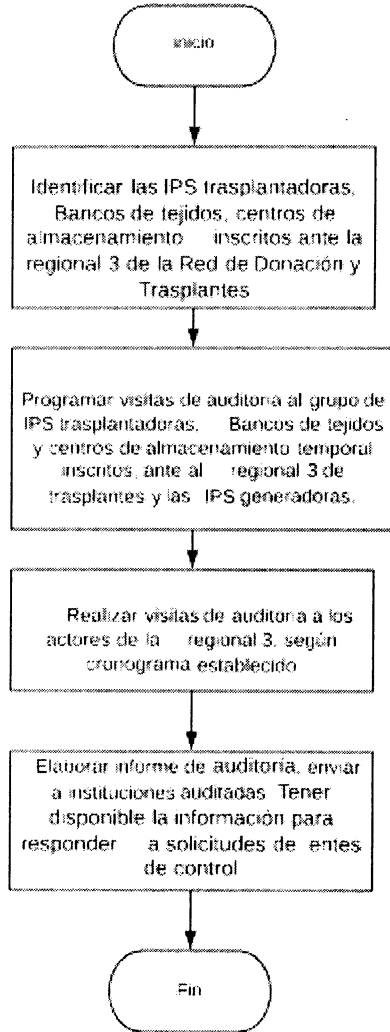 Inicio
Identificar las IPS trasplantadoras,
Bancos de tejidos, centros de
almacenamiento inscritos ante la
regional 3 de la Red de Donación y
Trasplantes
Programar visitas de auditoria al grupo de
IPS trasplantadoras. Bancos de tejidos
y centros de almacenamiento temporal
inscritos, ante al regional 3 de
trasplantes y las IPS generadoras.
Realizar visitas de auditoria a los
actores de la regional 3, según
cronograma establecido
Elaborar informe de auditoría, enviar
a instituciones auditadas. Tener
disponible la información para
responder a solicitudes de entes
de control
Fin